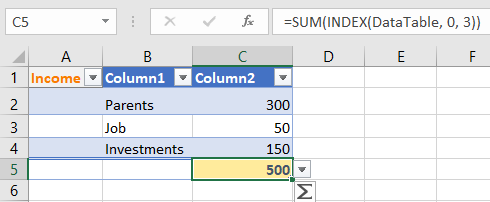 C5 fx =SUM(INDEX(DataTable, 0, 3))
A B C D E F
1 Income Column1 Column2
2 Parents 300
3 Job 50
4 Investments 150
5 500
6